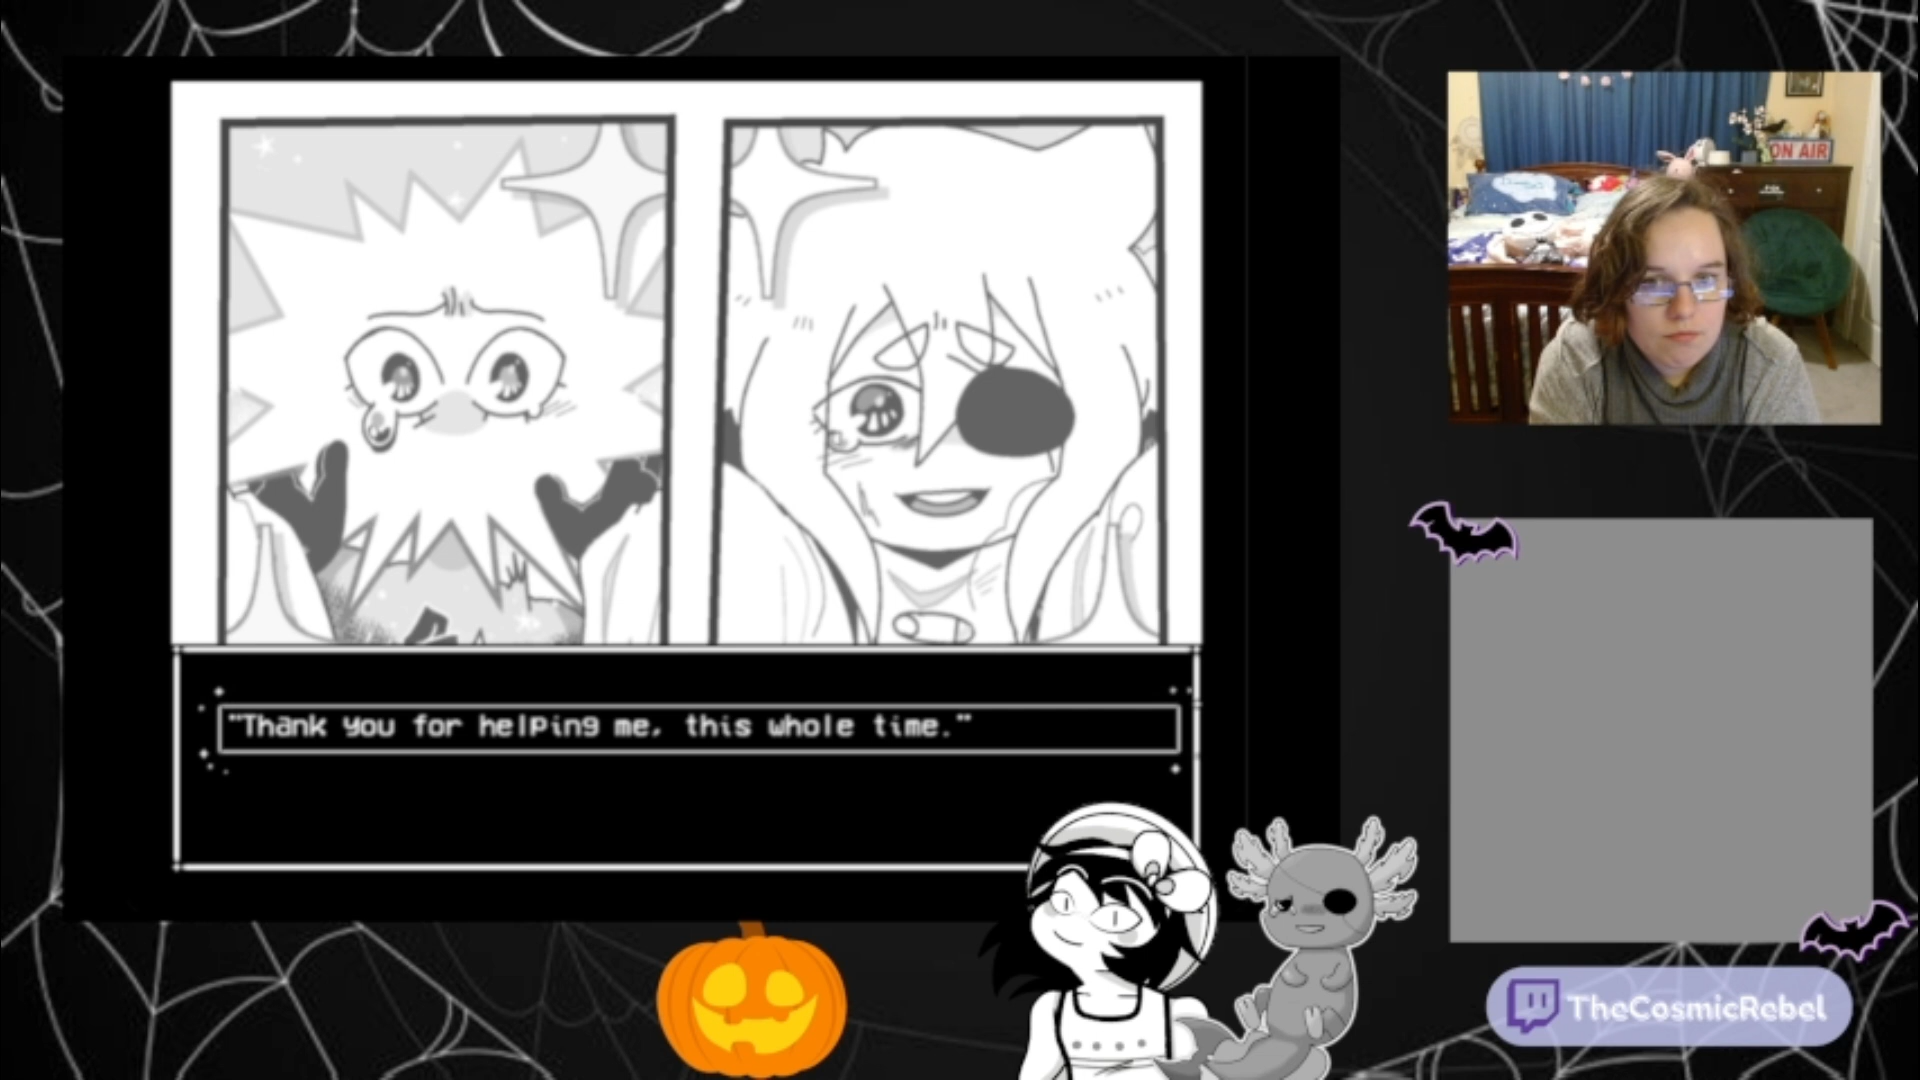 ON AIR
"Thank you for helping me, this whole time."
TheCosmicRebel